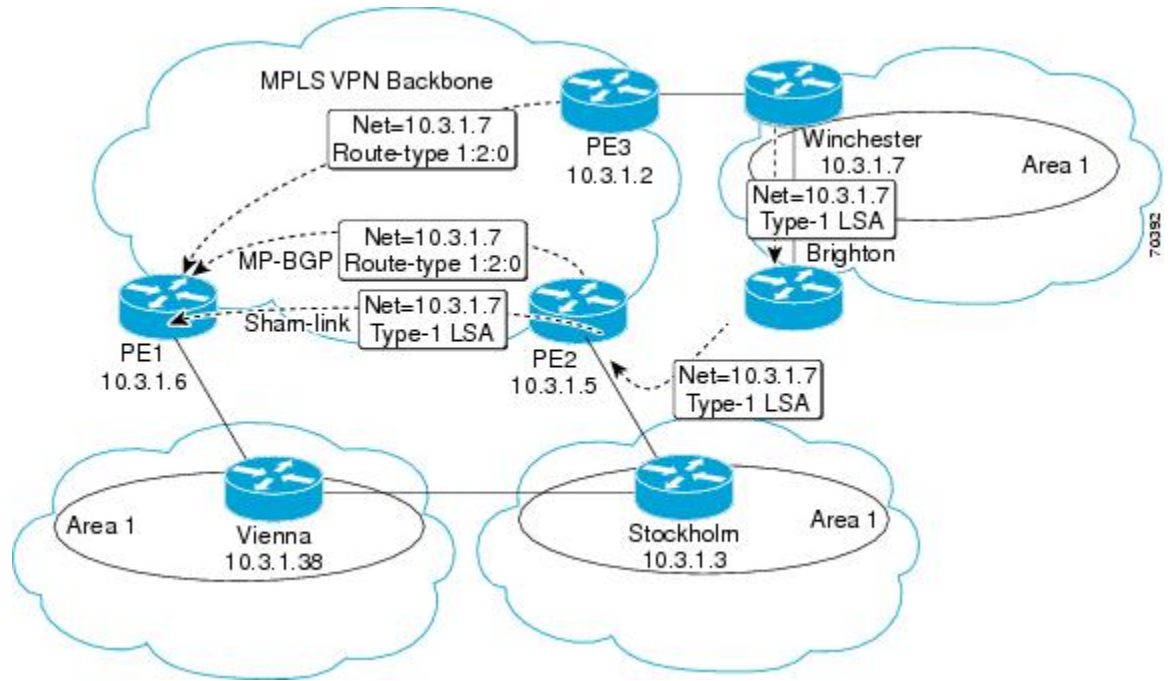 MPLS VPN Backbone
Net=10.3.1.7
Route-type 1:2:0
PE3
10.3.1.2
Winchester
10.3.1.7
Area 1
Net=10.3.1.7
Type-1 LSA
Brighton
70392
MP-BGP
Net=10.3.1.7
Route-type 1:2:0
Sham-link
Net=10.3.1.7
Type-1 LSA
PE1
10.3.1.6
PE2
10.3.1.5
Net=10.3.1.7
Type-1 LSA
Area 1
Vienna
10.3.1.38
Stockholm
10.3.1.3
Area 1